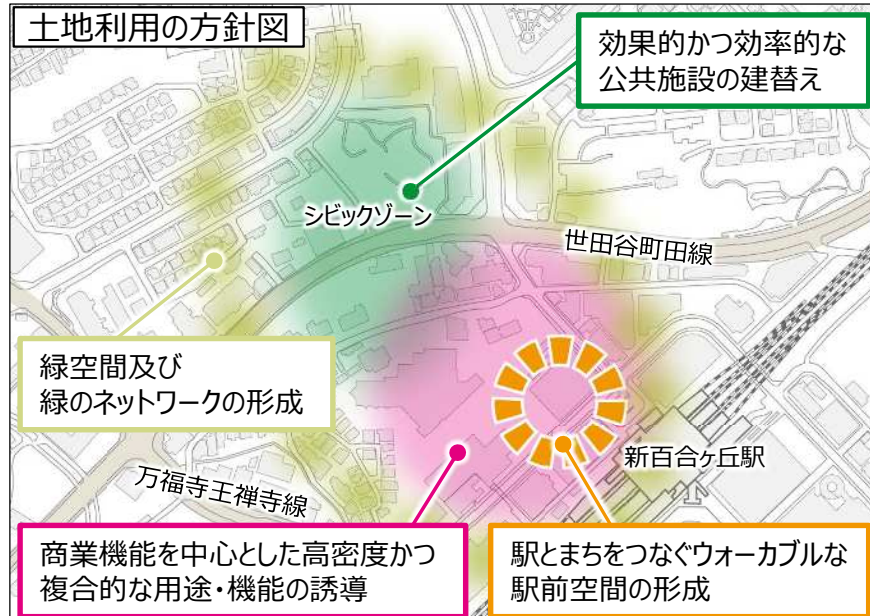 土地利用の方針図
効果的かつ効率的な
公共施設の建替え
シビックゾーン
世田谷町田線
緑空間及び
緑のネットワークの形成
新百合ヶ丘駅
万福寺王禅寺線
商業機能を中心とした高密度かつ
複合的な用途・機能の誘導
駅とまちをつなぐウォーカブルな
駅前空間の形成